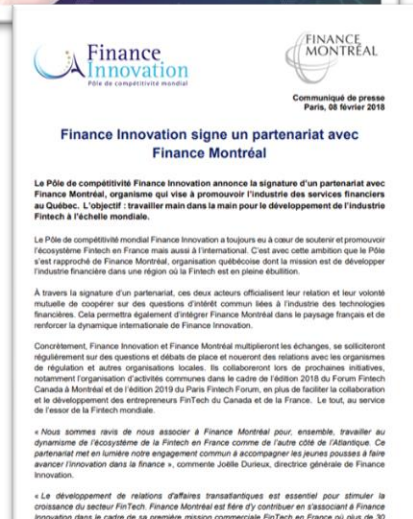 Finance
Innovation
Pôle de compétitivité mondial
FINANCE
MONTRÉAL
Communiqué de presse
Paris, 08 février 2018
Finance Innovation signe un partenariat avec
Finance Montréal
Le Pôle de compétitivité Finance Innovation annonce la signature d'un partenariat avec
Finance Montréal, organisme qui vise à promouvoir l'industrie des services financiers
au Québec. L'objectif : travailler main dans la main pour le développement de l'industrie
Fintech à l'échelle mondiale.
Le Pôle de compétitivité mondial Finance Innovation a toujours eu à cœur de soutenir et promouvoir
l'écosystème Fintech en France mais aussi à l'international. C'est avec cette ambition que le Pôle
s'est rapproché de Finance Montréal, organisation québécoise dont la mission est de développer
l'industrie financière dans une région où la Fintech est en pleine ébullition.
À travers la signature d'un partenariat, ces deux acteurs officialisent leur relation et leur volonté
mutuelle de coopérer sur des questions d'intérêt commun liées à l'industrie des technologies
financières. Cela permettra également d'intégrer Finance Montréal dans le paysage français et de
renforcer la dynamique internationale de Finance Innovation.
Concrètement, Finance Innovation et Finance Montréal multiplieront les échanges, se solliciteront
régulièrement sur des questions et débats de place et noueront des relations avec les organismes
de régulation et autres organisations locales. Ils collaboreront lors de prochaines initiatives,
notamment l'organisation d'activités communes dans le cadre de l'édition 2018 du Forum Fintech
Canada à Montréal et de l'édition 2019 du Paris Fintech Forum, en plus de faciliter la collaboration
et le développement des entrepreneurs FinTech du Canada et de la France. Le tout, au service
de l'essor de la Fintech mondiale.
« Nous sommes ravis de nous associer à Finance Montréal pour, ensemble, travailler au
dynamisme de l'écosystème de la Fintech en France comme de l'autre côté de l'Atlantique. Ce
partenariat met en lumière notre engagement commun à accompagner les jeunes pousses à faire
avancer l'innovation dans la finance », commente Joëlle Durieux, directrice générale de Finance
Innovation.
« Le développement de relations d'affaires transatlantiques est essentiel pour stimuler la
croissance du secteur FinTech. Finance Montréal est fière d'y contribuer en s'associant à Finance
Innovation dans le cadre de sa première mission commerciale FinTech en France où plus de 30